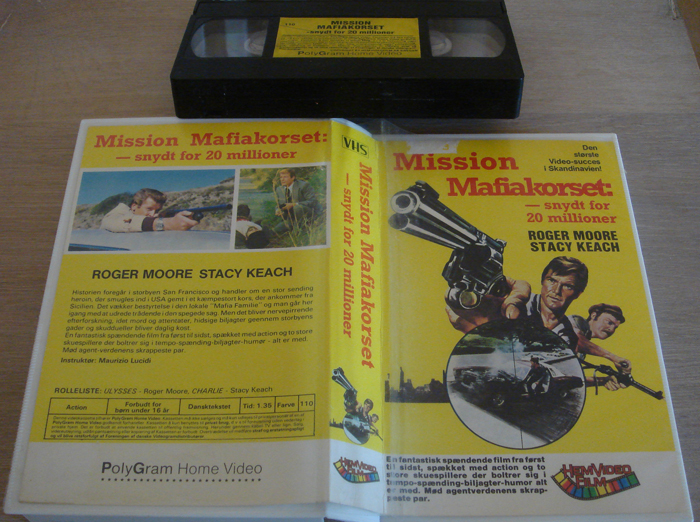 110
MISSION
MAFIAKORSET
-snydt for 20 millioner
PolyGram Home Video
Mission Mafiakorset:
— snydt for 20 millioner
ROGER MOORE STACY KEACH
Historien foregår i storbyen San Francisco og handler om en stor sending
heroin, der smugles ind i USA gemt i et kæmpestort kors, der ankommer fra
Sicilien. Det vækker bestyrtelse i den lokale "Mafia Familie" og man går her
igang med at udrede trådende i den spegede sag. Men det bliver nervepirrende
efterforskning, idet mord og attentater, hidsige biljagter gennem storbyens
gader og skuddueller bliver daglig kost.
En fantastisk spændende film fra først til sidst, spækket med action og to store
skuespillere der boltrer sig i tempo-spænding-biljagter-humør - alt er med.
Mød agent-verdenens skrappeste par.
Instruktør: Maurizio Lucidi
ROLLELISTE: ULYSSES - Roger Moore, CHARLIE - Stacy Keach
Action
Forbudt for
børn under 16 år
Dansktekstet
Tid: 1.35
Farve
110
PolyGram Home Video
VHS
Mission Mafiakorset
— snydt for 20 millioner
Den
største
Video-succes
i Skandinavien!
Mission
Mafiakorset:
— snydt for
20 millioner
ROGER MOORE
STACY KEACH
En fantastisk spændende film fra først
til sidst, spækket med action og to
store skuespillere der boltrer sig i
tempo-spænding-biljagter-humor alt
er med. Mød agentverdenens skrap-
peste par.
HEMVIDEO
FILM